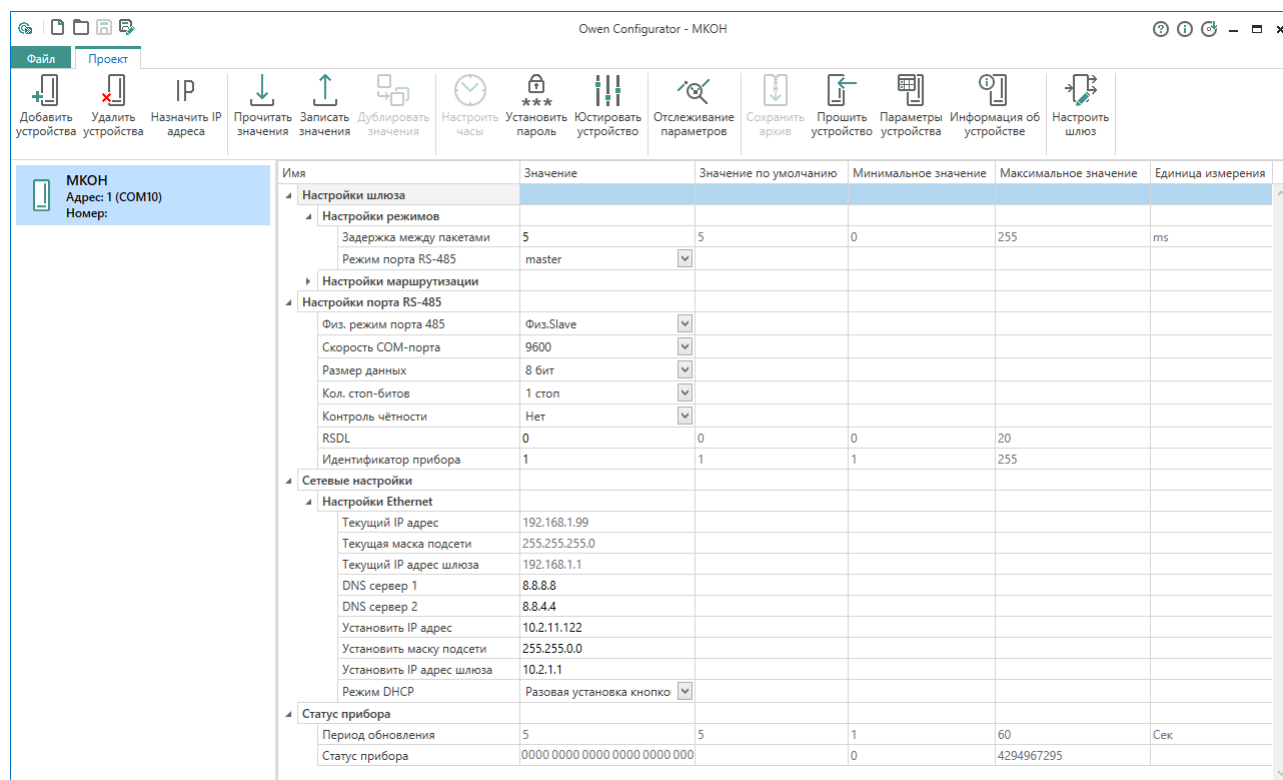 Owen Configurator - МКОН
Файл Проект
IP
***
Добавить устройства
Удалить устройства
Назначить IP адреса
Прочитать значения
Записать значения
Дублировать значения
Настроить часы
Установить пароль
Юстировать устройство
Отслеживание параметров
Сохранить архив
Прошить устройство
Параметры устройства
Информация об устройстве
Настроить шлюз
МКОН
Адрес: 1 (COM10)
Номер:
Имя Значение Значение по умолчанию Минимальное значение Максимальное значение Единица измерения
Настройки шлюза
Настройки режимов
Задержка между пакетами 5 5 0 255 ms
Режим порта RS-485 master
Настройки маршрутизации
Настройки порта RS-485
Физ. режим порта 485 Физ.Slave
Скорость COM-порта 9600
Размер данных 8 бит
Кол. стоп-битов 1 стоп
Контроль чётности Нет
RSDL 0 0 0 20
Идентификатор прибора 1 1 1 255
Сетевые настройки
Настройки Ethernet
Текущий IP адрес 192.168.1.99
Текущая маска подсети 255.255.255.0
Текущий IP адрес шлюза 192.168.1.1
DNS сервер 1 8.8.8.8
DNS сервер 2 8.8.4.4
Установить IP адрес 10.2.11.122
Установить маску подсети 255.255.0.0
Установить IP адрес шлюза 10.2.1.1
Режим DHCP Разовая установка кнопко
Статус прибора
Период обновления 5 5 1 60 Сек
Статус прибора 0000 0000 0000 0000 0000 000 0 4294967295